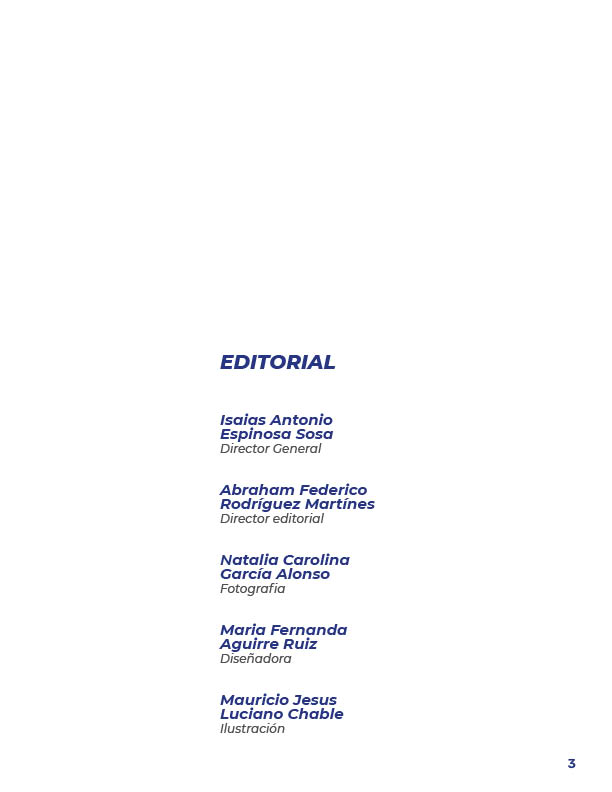 EDITORIAL
Isaias Antonio
Espinosa Sosa
Director General
Abraham Federico
Rodríguez Martínes
Director editorial
Natalia Carolina
García Alonso
Fotografia
Maria Fernanda
Aguirre Ruiz
Diseñadora
Mauricio Jesus
Luciano Chable
Ilustración
3